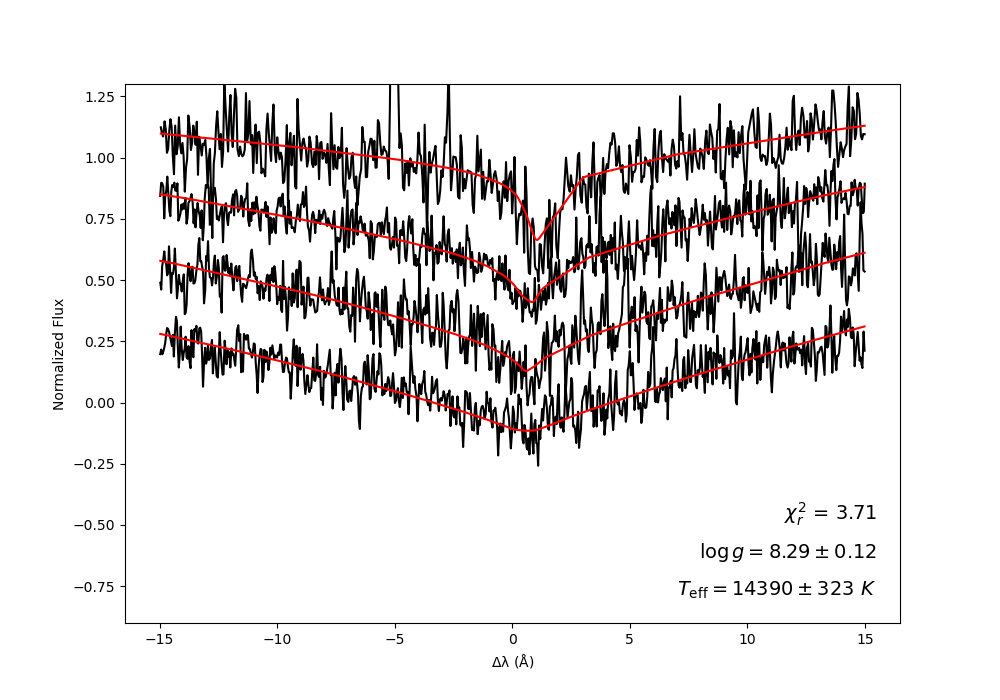 1.25
1.00
0.75
0.50
0.25
0.00
−0.25
−0.50
−0.75
Normalized Flux
χ²ᵣ = 3.71
log g = 8.29 ± 0.12
T_eff = 14390 ± 323 K
−15 −10 −5 0 5 10 15
Δλ (Å)